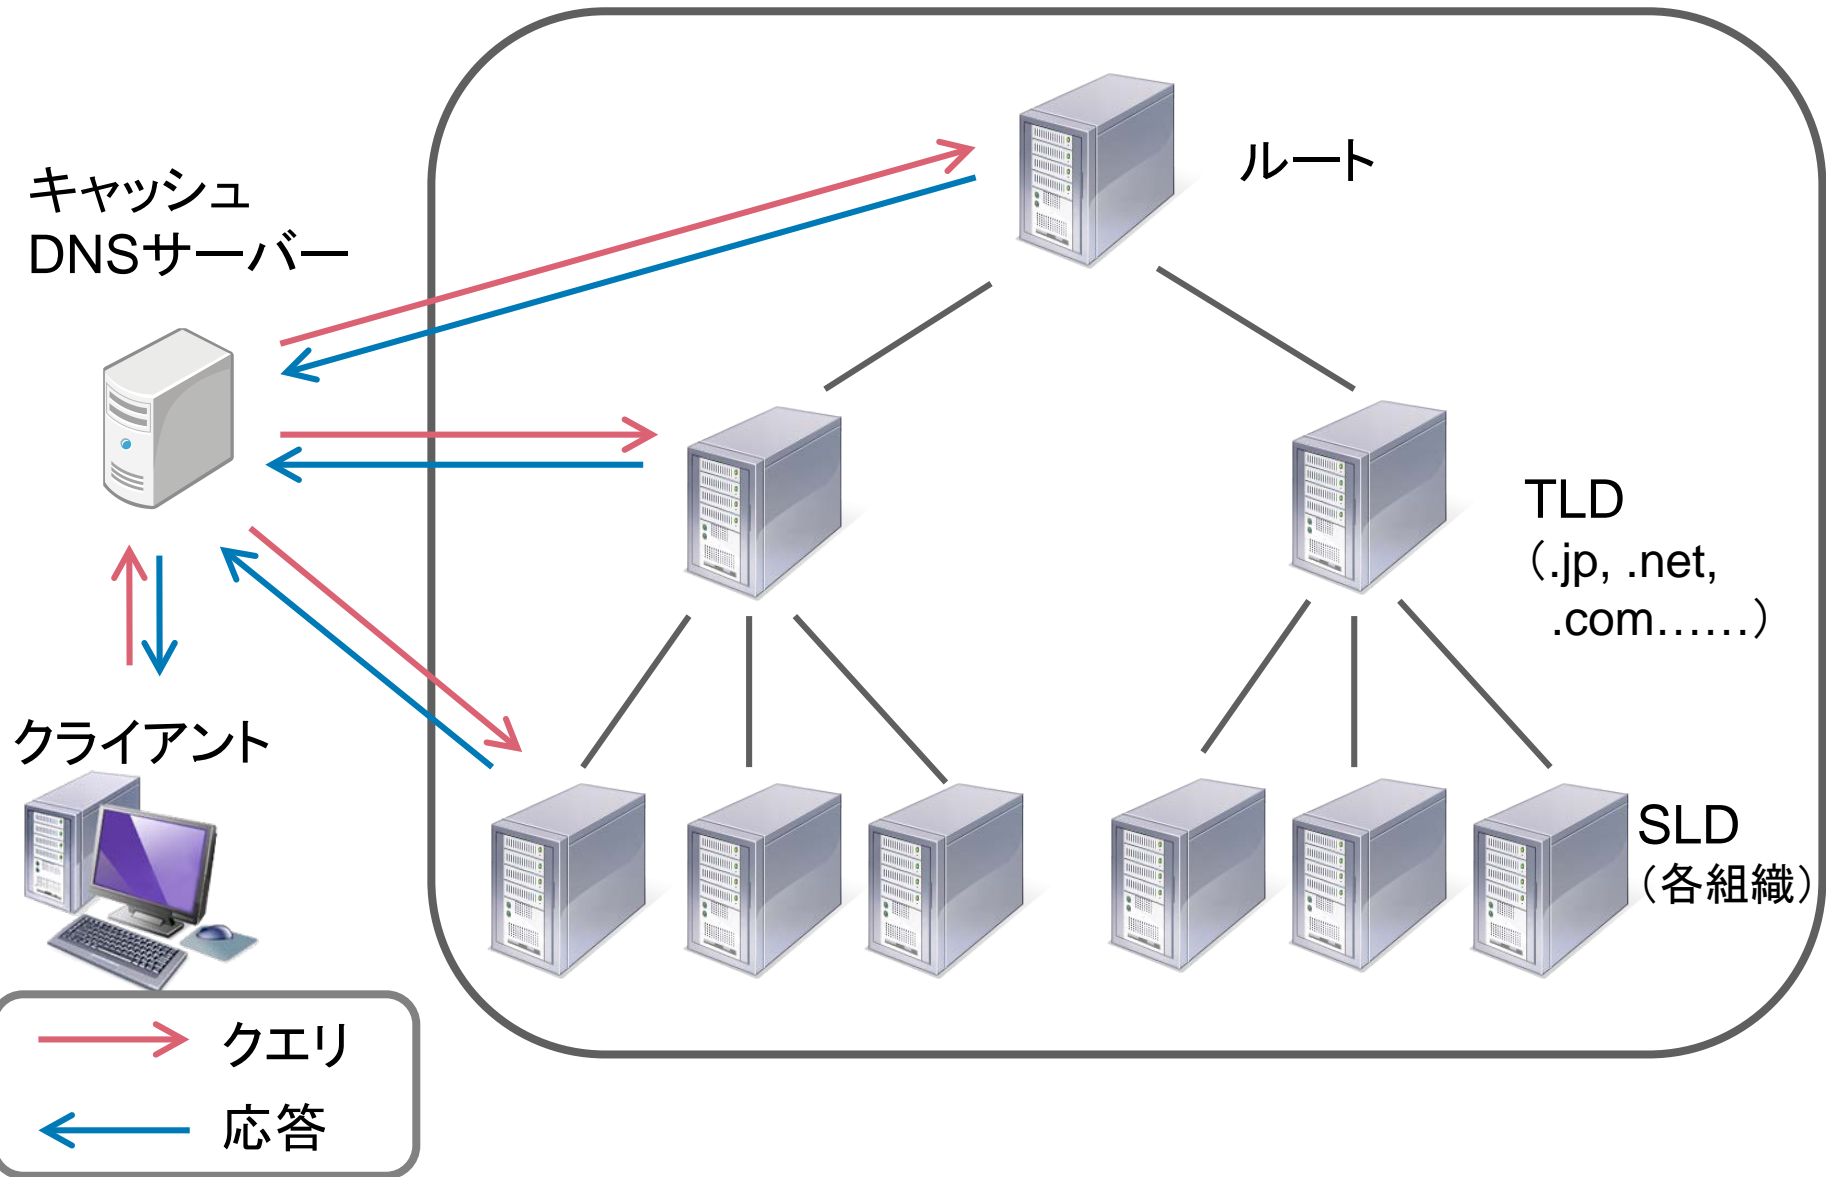 キャッシュ
DNSサーバー
ルート
TLD
（.jp, .net,
.com……）
クライアント
SLD
（各組織）
クエリ
応答